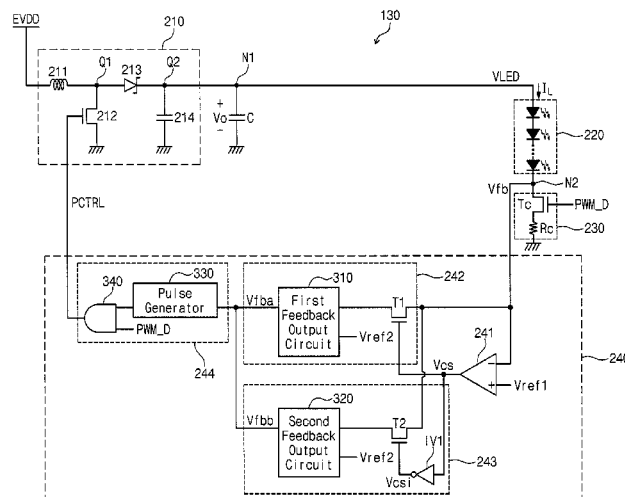 130
EVDD
210
211
Q1
213
Q2
N1
VLED
I_L
212
214
+
Vo
−
C
220
N2
Vfb
PCTRL
Tc
PWM_D
Rc
230
330
340
Pulse
Generator
PWM_D
244
Vfba
310
242
First
Feedback
Output
Circuit
T1
Vref2
241
−
Vcs
+
Vref1
240
320
Vfbb
Second
Feedback
Output
Circuit
T2
IV1
Vref2
Vcsi
243